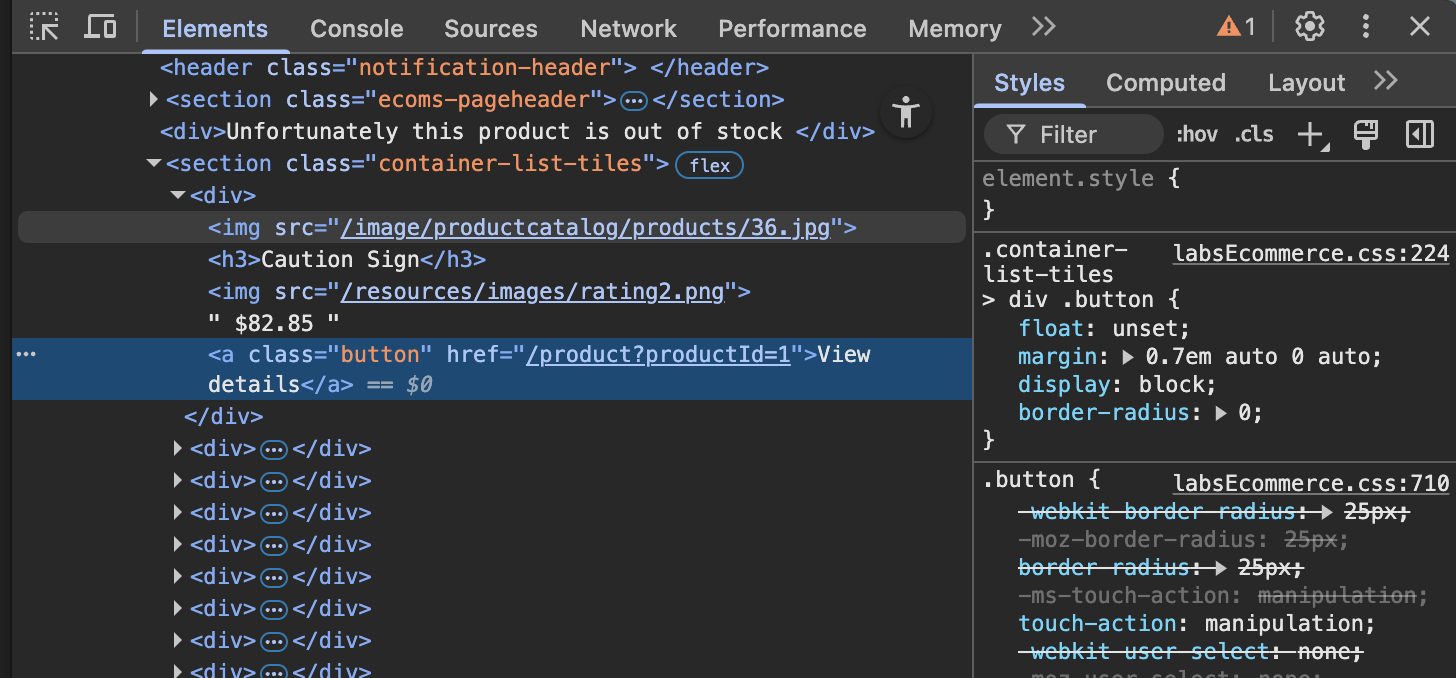 Elements Console Sources Network Performance Memory 1
<header class="notification-header"> </header>
<section class="ecoms-pageheader">…</section>
<div>Unfortunately this product is out of stock </div>
<section class="container-list-tiles"> flex
<div>
<img src="/image/productcatalog/products/36.jpg">
<h3>Caution Sign</h3>
<img src="/resources/images/rating2.png">
" $82.85 "
<a class="button" href="/product?productId=1">View
details</a> == $0
</div>
<div>…</div>
<div>…</div>
<div>…</div>
<div>…</div>
<div>…</div>
<div>…</div>
<div>…</div>
<div>…</div>
Styles Computed Layout
Filter :hov .cls
element.style {
}
.container- labsEcommerce.css:224
list-tiles
> div .button {
float: unset;
margin: 0.7em auto 0 auto;
display: block;
border-radius: 0;
}
.button { labsEcommerce.css:710
-webkit-border-radius: 25px;
-moz-border-radius: 25px;
border-radius: 25px;
-ms-touch-action: manipulation;
touch-action: manipulation;
-webkit-user-select: none;
-moz-user-select: none;